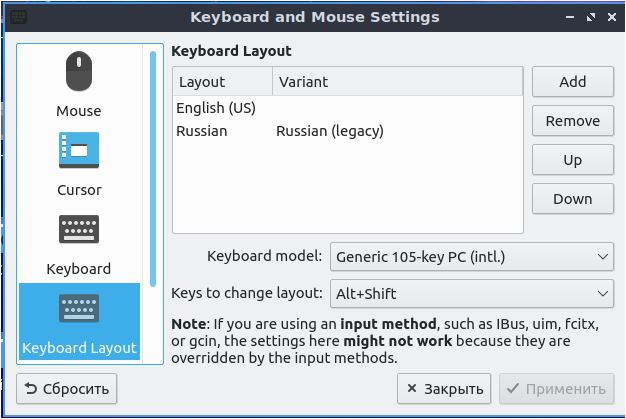 Keyboard and Mouse Settings
Mouse
Cursor
Keyboard
Keyboard Layout
Keyboard Layout
Layout Variant
English (US)
Russian Russian (legacy)
Add
Remove
Up
Down
Keyboard model: Generic 105-key PC (intl.)
Keys to change layout: Alt+Shift
Note: If you are using an input method, such as IBus, uim, fcitx,
or gcin, the settings here might not work because they are
overridden by the input methods.
Сбросить
Закрыть
Применить